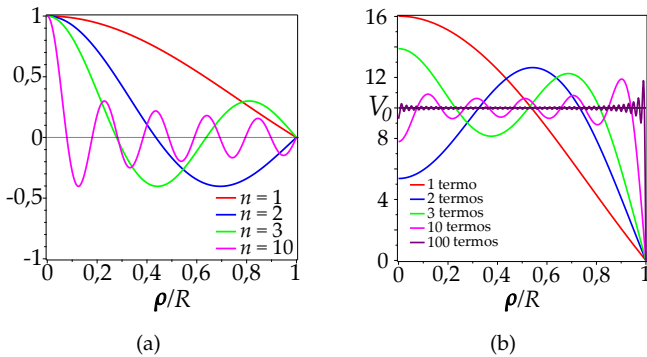 1
0,5
0
-0,5
-1
n = 1
n = 2
n = 3
n = 10
0 0,2 0,4 0,6 0,8 1
ρ/R
(a)
16
12
V₀
8
4
0
1 termo
2 termos
3 termos
10 termos
100 termos
0 0,2 0,4 0,6 0,8 1
ρ/R
(b)